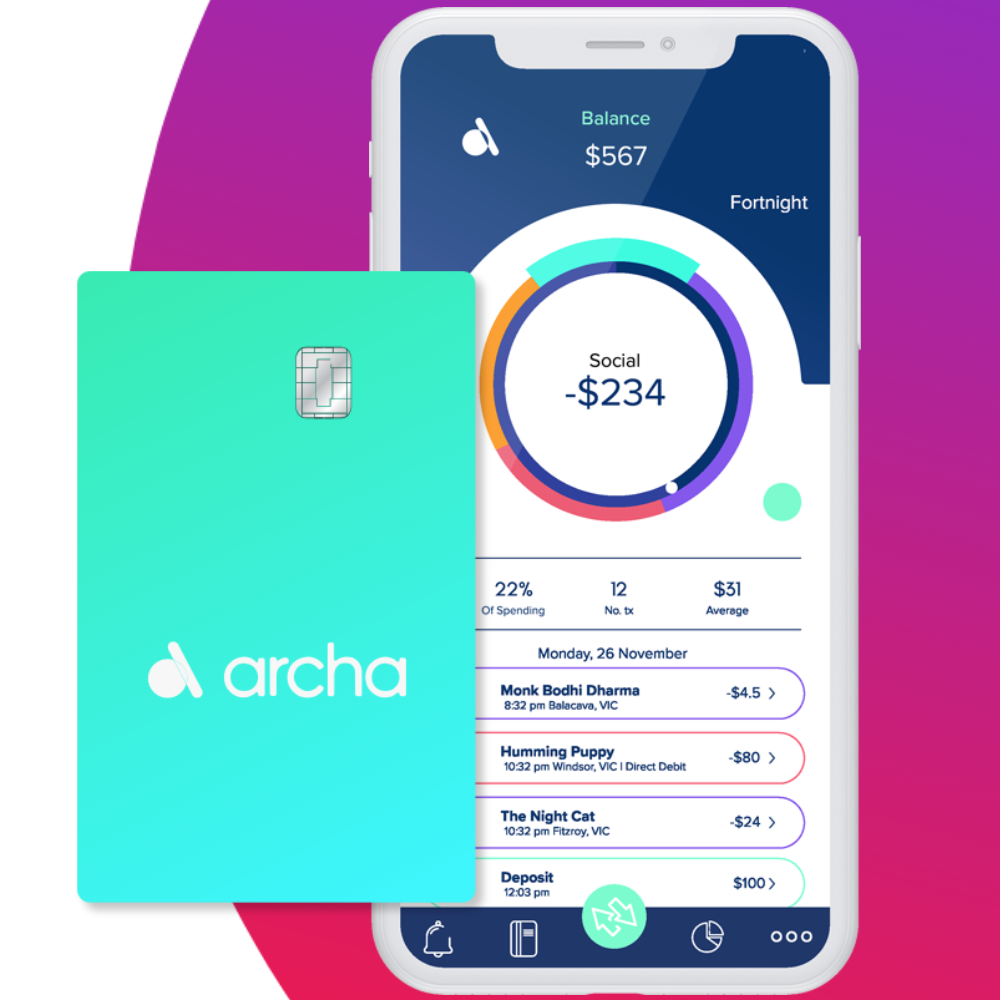 Balance
$567
Fortnight
Social
-$234
22%
Of Spending
12
No. tx
$31
Average
Monday, 26 November
Monk Bodhi Dharma
8:32 pm Balacava, VIC
-$4.5
Humming Puppy
10:32 pm Windsor, VIC | Direct Debit
-$80
The Night Cat
10:32 pm Fitzroy, VIC
-$24
Deposit
12:03 pm
$100
archa